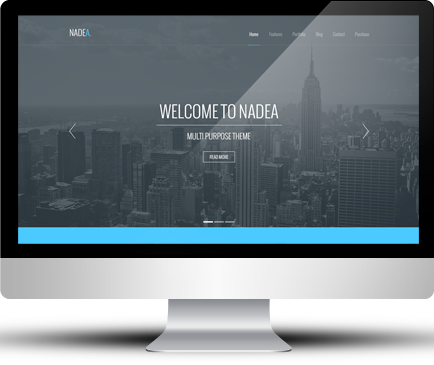 NADEA
Home Features Portfolio Blog Contact Purchase
WELCOME TO NADEA
MULTI PURPOSE THEME
READ MORE